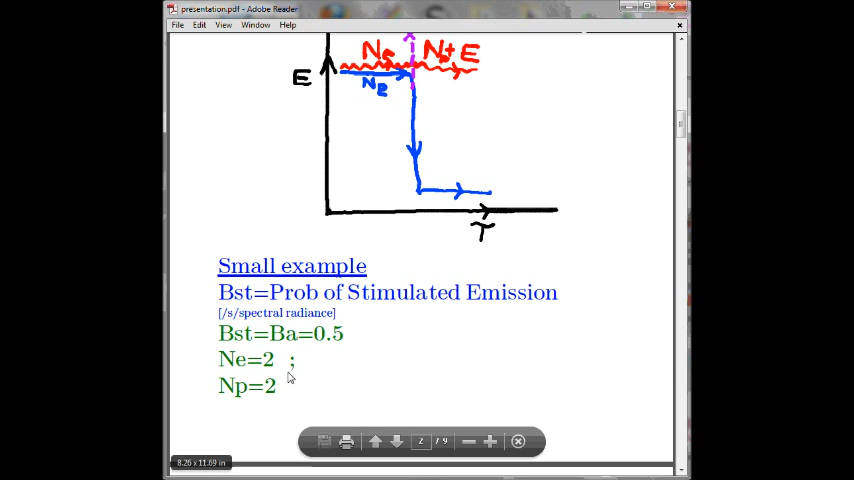 presentation.pdf - Adobe Reader
File Edit View Window Help
E
Np+E
NE
T
Small example
Bst=Prob of Stimulated Emission
[/s/spectral radiance]
Bst=Ba=0.5
Ne=2 ;
Np=2
2 / 9
8.26 x 11.69 in